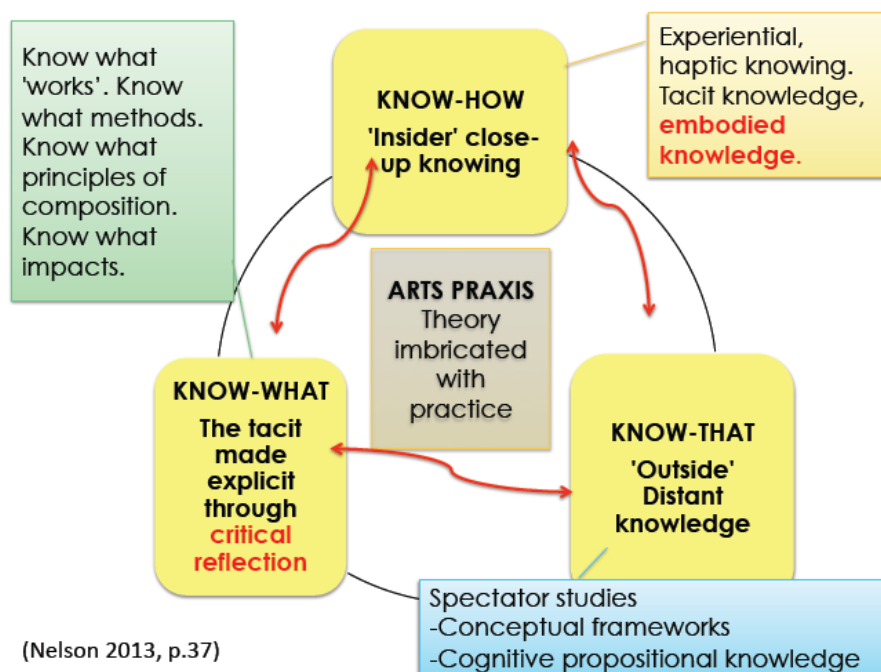 Know what
'works'. Know
what methods.
Know what
principles of
composition.
Know what
impacts.
KNOW-HOW
'Insider' close-
up knowing
Experiential,
haptic knowing.
Tacit knowledge,
embodied
knowledge.
ARTS PRAXIS
Theory
imbricated
with
practice
KNOW-WHAT
The tacit
made
explicit
through
critical
reflection
KNOW-THAT
'Outside'
Distant
knowledge
Spectator studies
-Conceptual frameworks
-Cognitive propositional knowledge
(Nelson 2013, p.37)